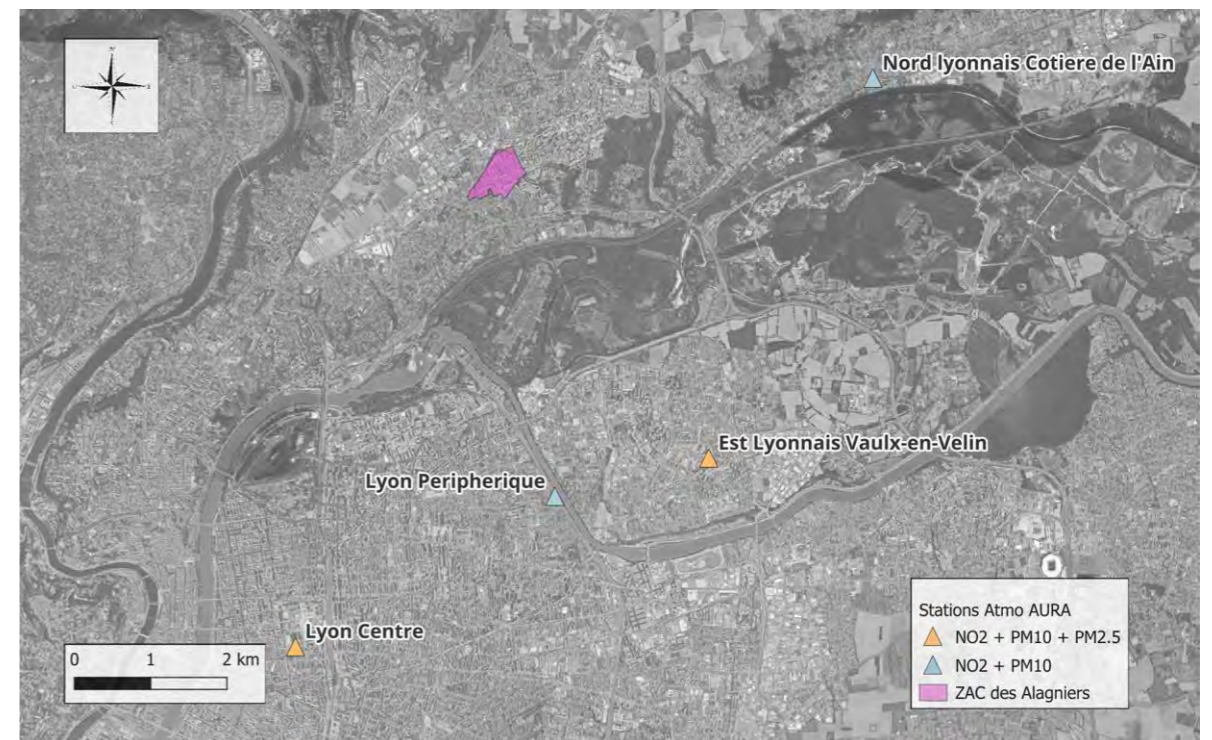 Nord lyonnais Cotiere de l'Ain
Est Lyonnais Vaulx-en-Velin
Lyon Peripherique
Lyon Centre
0 1 2 km
Stations Atmo AURA
NO2 + PM10 + PM2.5
NO2 + PM10
ZAC des Alagniers